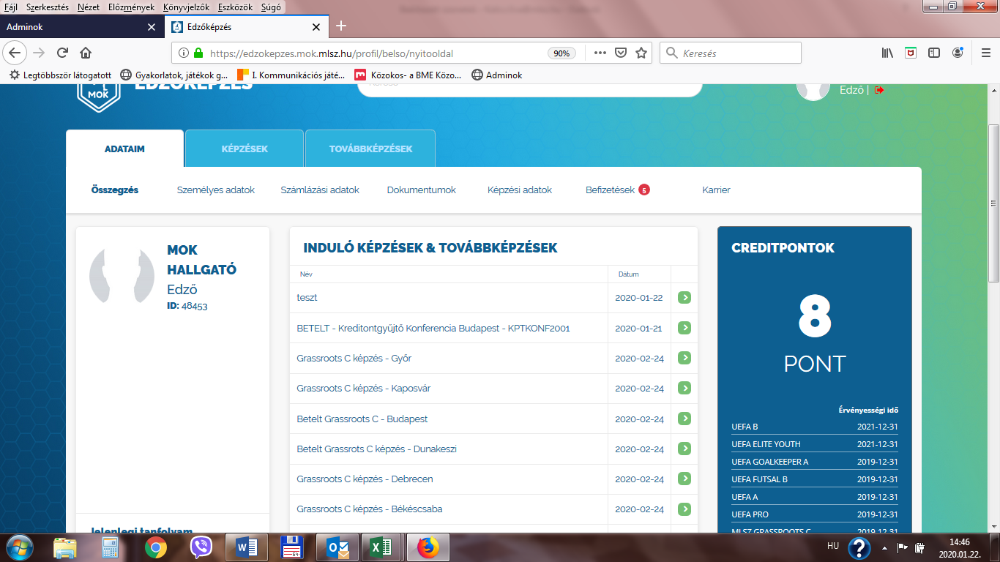 Fájl Szerkesztés Nézet Előzmények Könyvjelzők Eszközök Súgó
Adminok
Edzőképzés
https://edzokepzes.mok.mlsz.hu/profil/belso/nyitooldal
90%
Keresés
Legtöbbször látogatott
Gyakorlatok, játékok g...
I. Kommunikációs játé...
Közokos- a BME Közo...
Adminok
MOK
EDZŐKÉPZÉS
Edző |
ADATAIM
KÉPZÉSEK
TOVÁBBKÉPZÉSEK
Összegzés
Személyes adatok
Számlázási adatok
Dokumentumok
Képzési adatok
Befizetések 5
Karrier
MOK
HALLGATÓ
Edző
ID: 48453
Jelenlegi tanfolyam
INDULÓ KÉPZÉSEK & TOVÁBBKÉPZÉSEK
Név Dátum
teszt 2020-01-22
BETELT - Kreditontgyűjtő Konferencia Budapest - KPTKONF2001 2020-01-21
Grassroots C képzés - Győr 2020-02-24
Grassroots C képzés - Kaposvár 2020-02-24
Betelt Grassroots C - Budapest 2020-02-24
Betelt Grassrots C képzés - Dunakeszi 2020-02-24
Grassroots C képzés - Debrecen 2020-02-24
Grassroots C képzés - Békéscsaba 2020-02-24
CREDITPONTOK
8
PONT
Érvényességi idő
UEFA B 2021-12-31
UEFA ELITE YOUTH 2021-12-31
UEFA GOALKEEPER A 2019-12-31
UEFA FUTSAL B 2019-12-31
UEFA A 2019-12-31
UEFA PRO 2019-12-31
MLSZ GRASSROOTS C 2019-12-31
HU
14:46
2020.01.22.